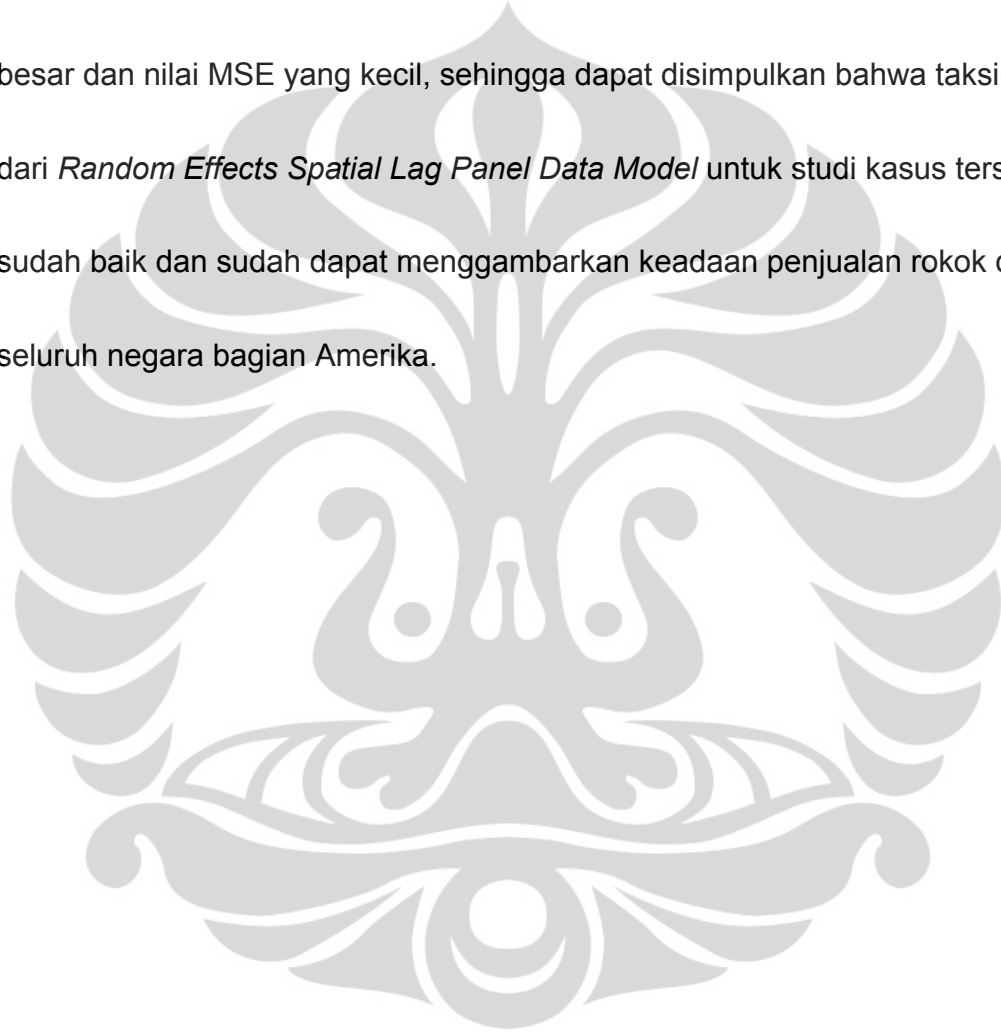 besar dan nilai MSE yang kecil, sehingga dapat disimpulkan bahwa taksi
dari Random Effects Spatial Lag Panel Data Model untuk studi kasus ters
sudah baik dan sudah dapat menggambarkan keadaan penjualan rokok
seluruh negara bagian Amerika.